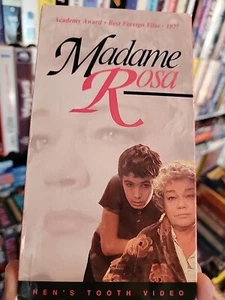 Academy Award • Best Foreign Film • 1977
Madame
Rosa
HEN'S TOOTH VIDEO